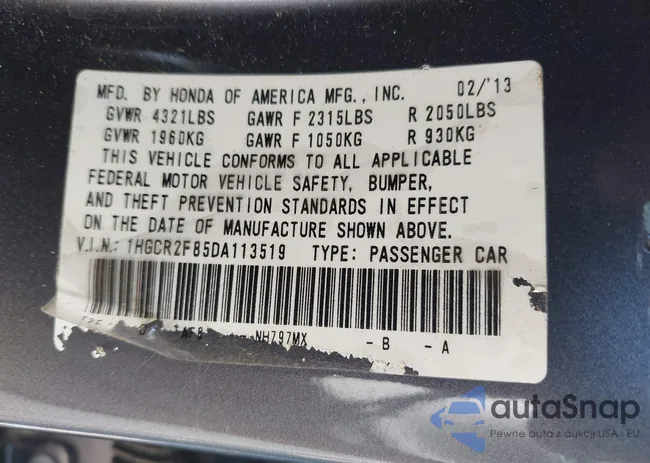 MFD. BY HONDA OF AMERICA MFG., INC. 02/'13
GVWR 4321LBS GAWR F 2315LBS R 2050LBS
GVWR 1960KG GAWR F 1050KG R 930KG
THIS VEHICLE CONFORMS TO ALL APPLICABLE
FEDERAL MOTOR VEHICLE SAFETY, BUMPER,
AND THEFT PREVENTION STANDARDS IN EFFECT
ON THE DATE OF MANUFACTURE SHOWN ABOVE.
V.I.N.: 1HGCR2F85DA113519 TYPE: PASSENGER CAR
NH797MX - B - A
autaSnap
Pewne auta z aukcji USA i EU